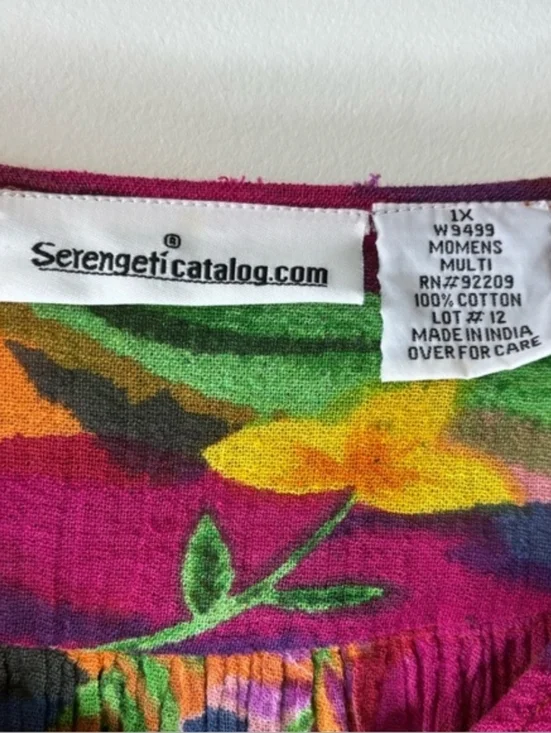 ®
Serengeticatalog.com
1X
W9499
MOMENS
MULTI
RN#92209
100% COTTON
LOT # 12
MADE IN INDIA
OVER FOR CARE